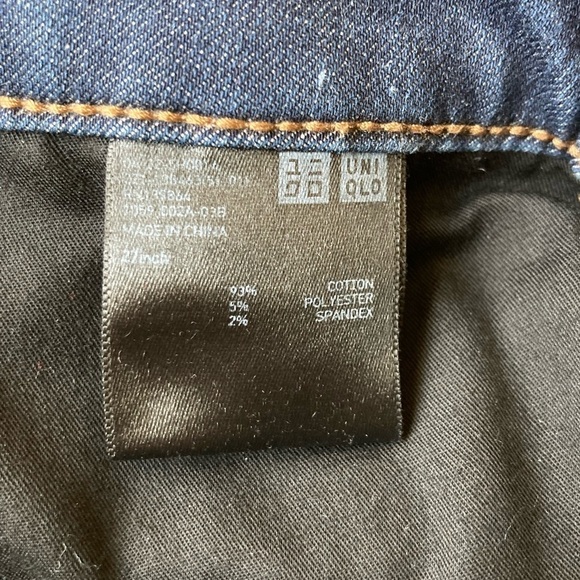 ユニクロ
UNI
QLO
MADE IN CHINA
27inch
93% COTTON
5% POLYESTER
2% SPANDEX